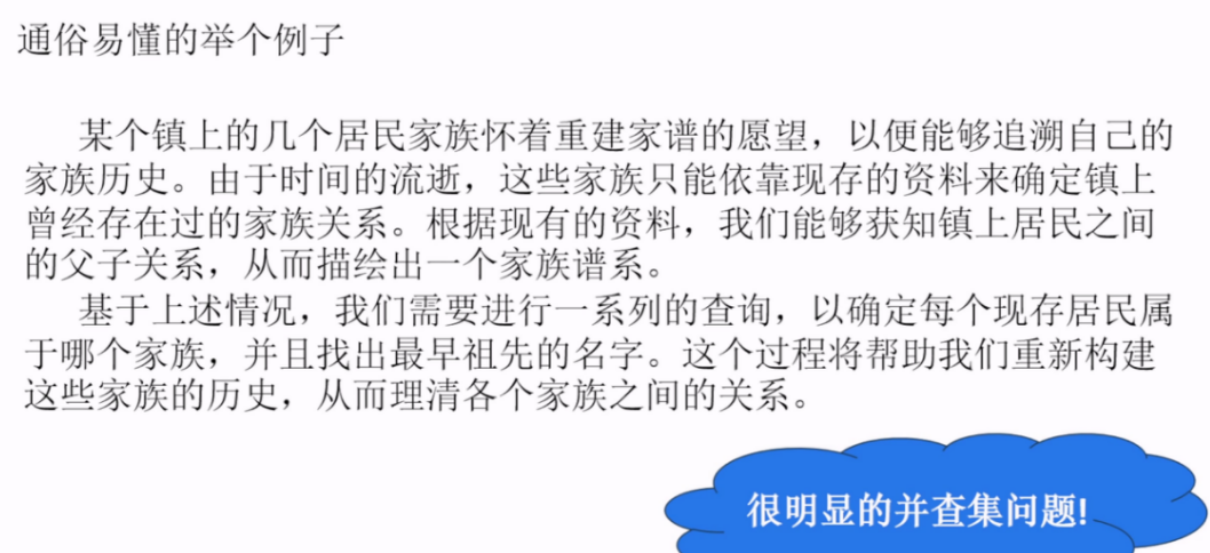 通俗易懂的举个例子
某个镇上的几个居民家族怀着重建家谱的愿望，以便能够追溯自己的
家族历史。由于时间的流逝，这些家族只能依靠现存的资料来确定镇上
曾经存在过的家族关系。根据现有的资料，我们能够获知镇上居民之间
的父子关系，从而描绘出一个家族谱系。
基于上述情况，我们需要进行一系列的查询，以确定每个现存居民属
于哪个家族，并且找出最早祖先的名字。这个过程将帮助我们重新构建
这些家族的历史，从而理清各个家族之间的关系。
很明显的并查集问题!